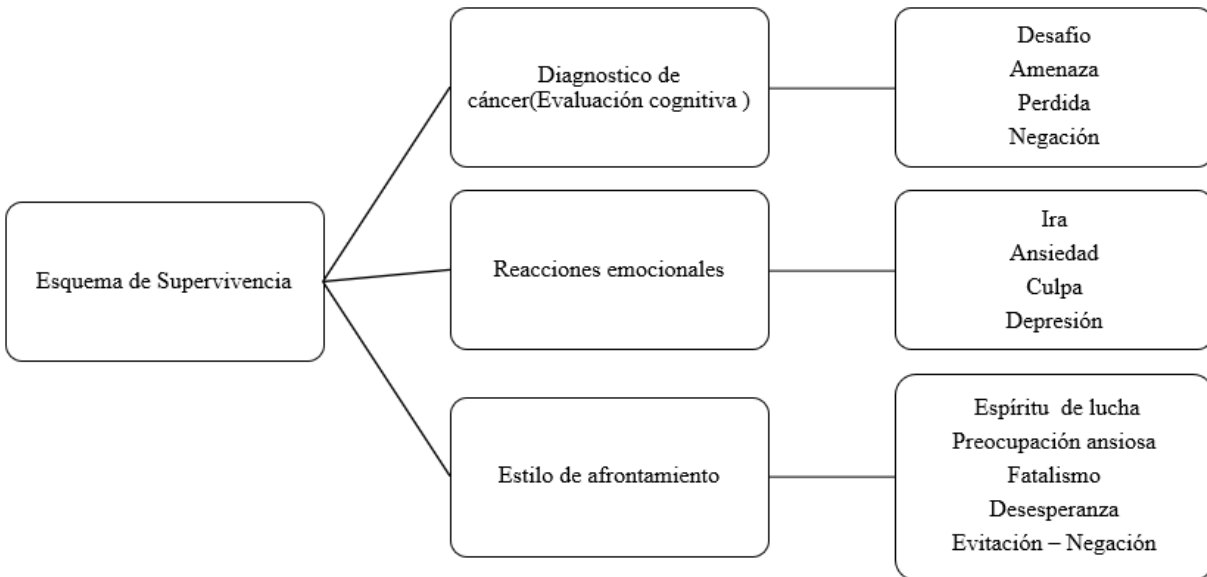 Esquema de Supervivencia
Diagnostico de
cáncer(Evaluación cognitiva )
Desafio
Amenaza
Perdida
Negación
Reacciones emocionales
Ira
Ansiedad
Culpa
Depresión
Estilo de afrontamiento
Espíritu  de lucha
Preocupación ansiosa
Fatalismo
Desesperanza
Evitación – Negación